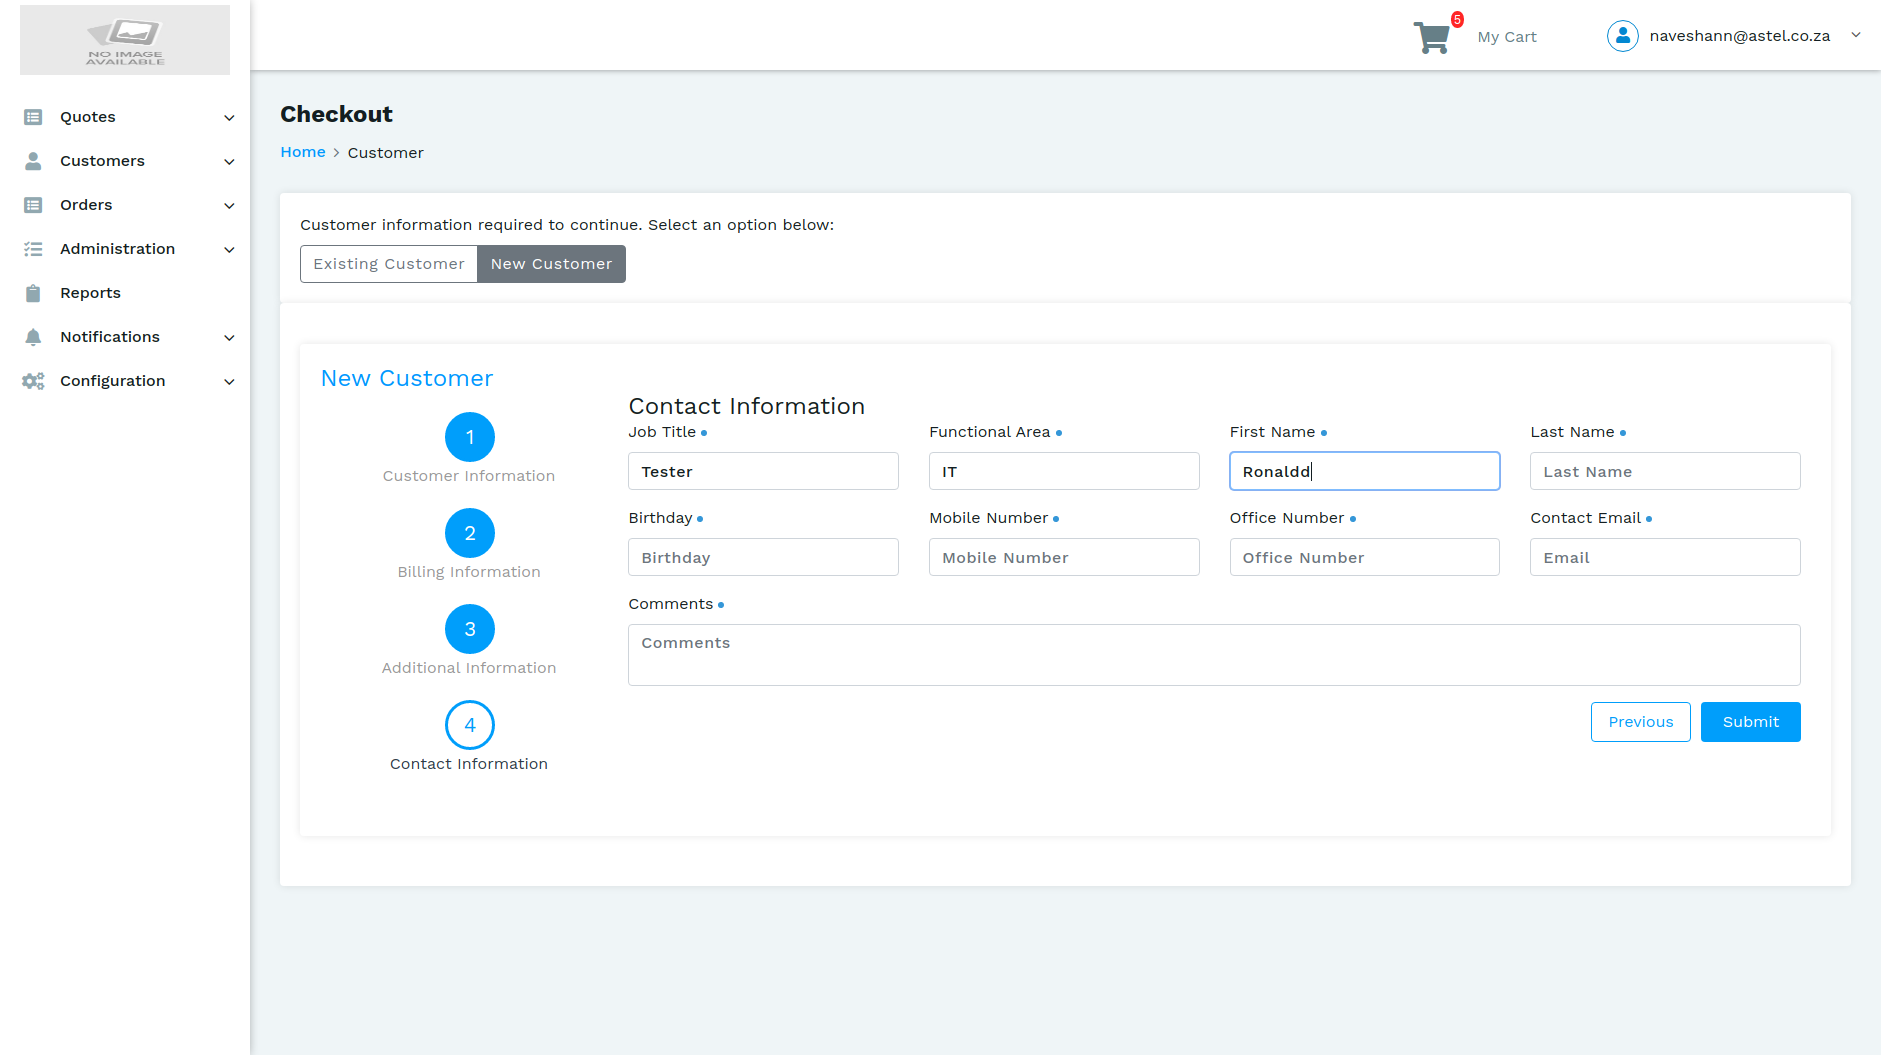 NO IMAGE
AVAILABLE
5
My Cart
naveshann@astel.co.za
Quotes
Customers
Orders
Administration
Reports
Notifications
Configuration
Checkout
Home > Customer
Customer information required to continue. Select an option below:
Existing Customer New Customer
New Customer
1
Customer Information
2
Billing Information
3
Additional Information
4
Contact Information
Contact Information
Job Title Functional Area First Name Last Name
Tester IT Ronaldd Last Name
Birthday Mobile Number Office Number Contact Email
Birthday Mobile Number Office Number Email
Comments
Comments
Previous Submit